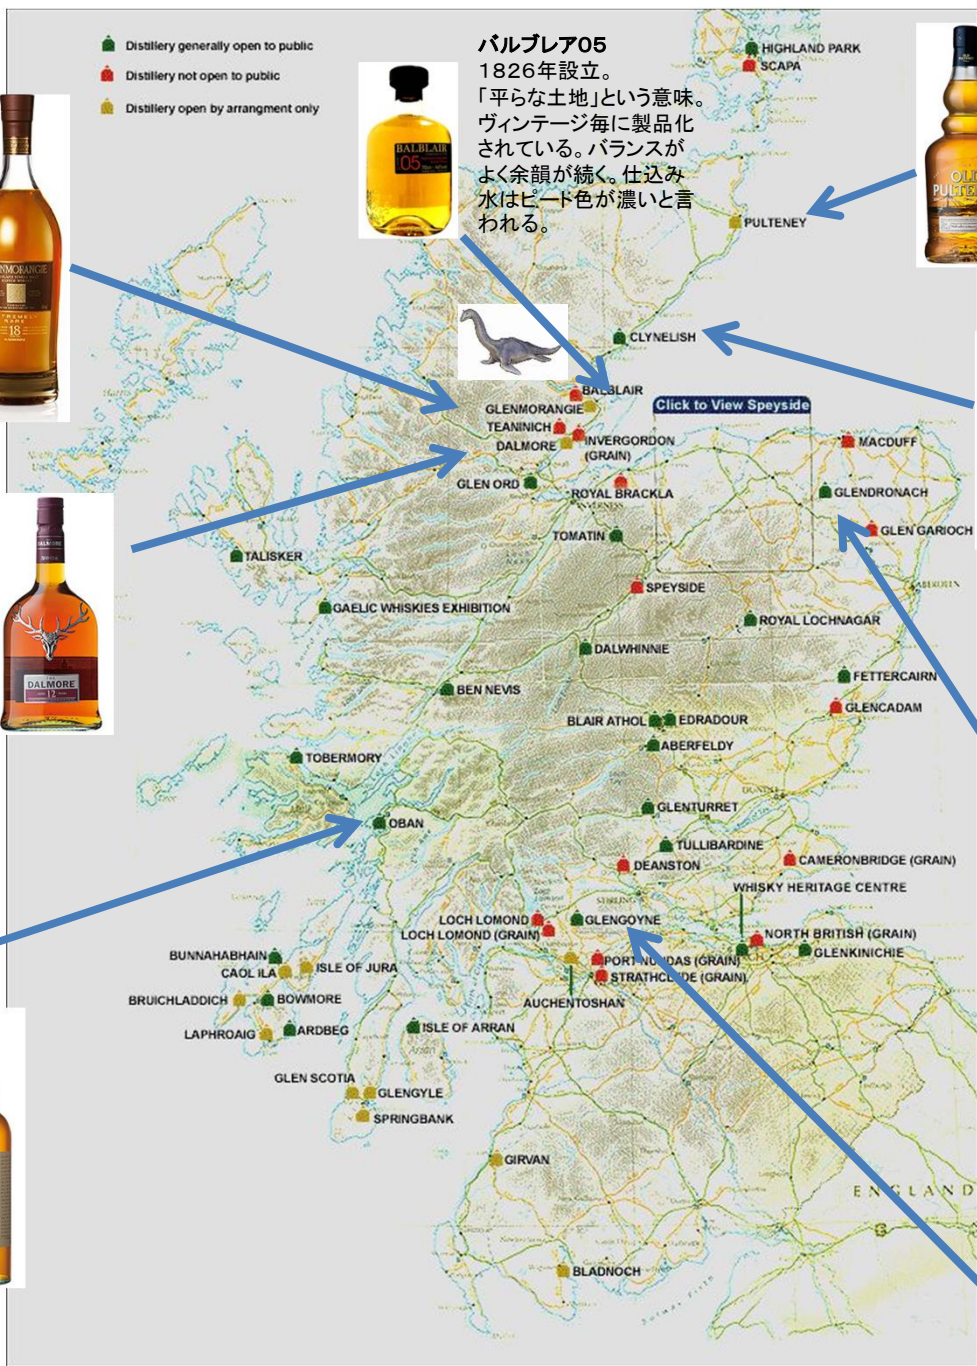 Distillery generally open to public
Distillery not open to public
Distillery open by arrangment only
バルブレア05
1826年設立。
「平らな土地」という意味。
ヴィンテージ毎に製品化
されている。バランスが
よく余韻が続く。仕込み
水はピード色が濃いと言
われる。
BALBLAIR
05
HIGHLAND PARK
SCAPA
PULTENEY
18
CLYNELISH
BALBLAIR
GLENMORANGIE
TEANINICH
DALMORE
INVERGORDON
(GRAIN)
Click to View Speyside
MACDUFF
GLEN ORD
ROYAL BRACKLA
GLENDRONACH
TOMATIN
GLEN GARIOCH
TALISKER
SPEYSIDE
GAELIC WHISKIES EXHIBITION
ROYAL LOCHNAGAR
DALWHINNIE
DALMORE
12
BEN NEVIS
FETTERCAIRN
GLENCADAM
BLAIR ATHOL
EDRADOUR
ABERFELDY
TOBERMORY
GLENTURRET
OBAN
TULLIBARDINE
DEANSTON
CAMERONBRIDGE (GRAIN)
WHISKY HERITAGE CENTRE
LOCH LOMOND
LOCH LOMOND (GRAIN)
GLENGOYNE
NORTH BRITISH (GRAIN)
GLENKINICHIE
BUNNAHABHAIN
CAOL ILA
ISLE OF JURA
PORT NUNDAS (GRAIN)
STRATHCLEIDE (GRAIN)
BRUICHLADDICH
BOWMORE
AUCHENTOSHAN
LAPHROAIG
ARDBEG
ISLE OF ARRAN
GLEN SCOTIA
GLENGYLE
SPRINGBANK
GIRVAN
ENGLAND
BLADNOCH